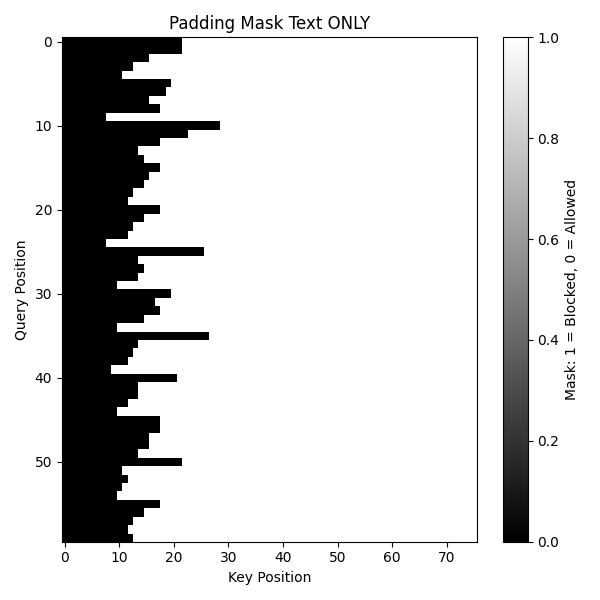 Padding Mask Text ONLY
0
10
20
30
40
50
Query Position
0 10 20 30 40 50 60 70
Key Position
1.0
0.8
0.6
0.4
0.2
0.0
Mask: 1 = Blocked, 0 = Allowed